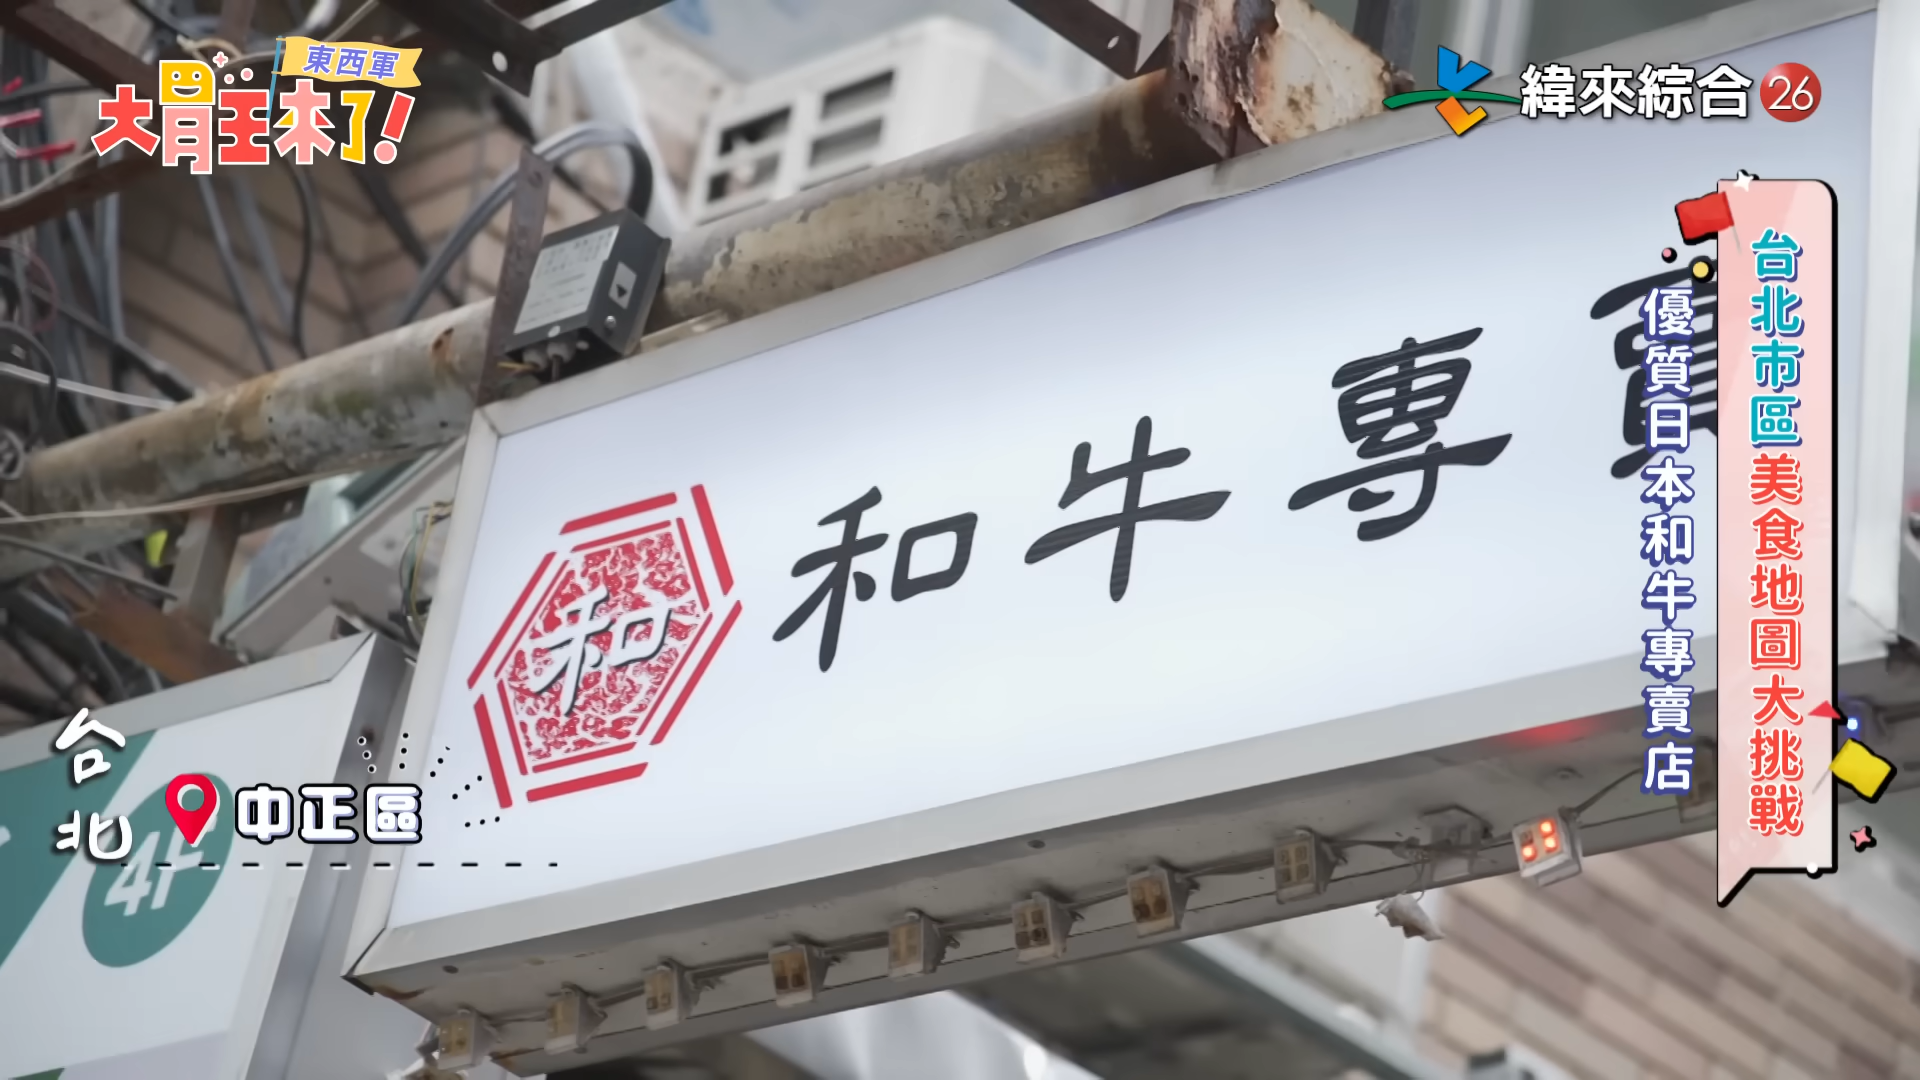 東西軍
大胃王來了!
緯來綜合 26
台北市區美食地圖大挑戰
優質日本和牛專賣店
和
和牛專賣
台北
中正區
4F